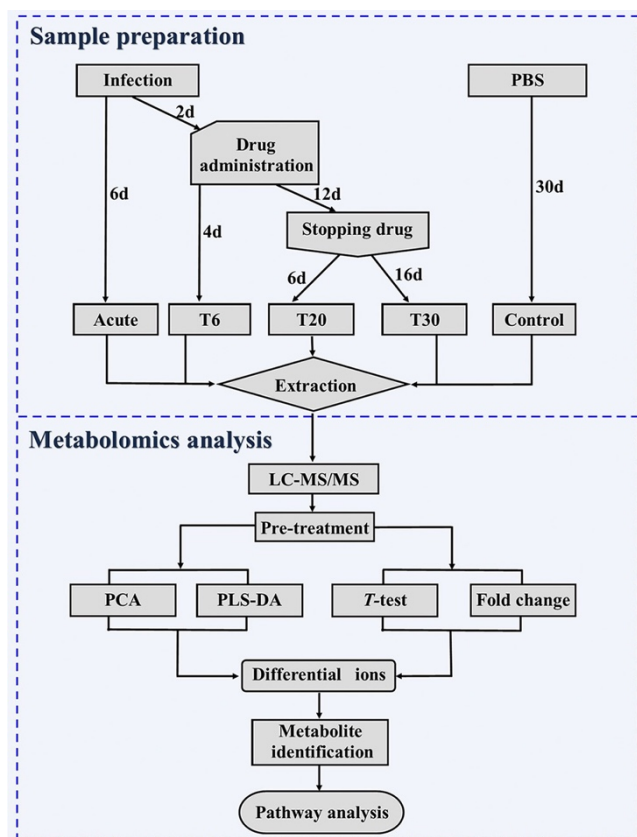 Sample preparation
Infection
PBS
2d
Drug
administration
6d
12d
30d
4d
Stopping drug
6d
16d
Acute
T6
T20
T30
Control
Extraction
Metabolomics analysis
LC-MS/MS
Pre-treatment
PCA
PLS-DA
T-test
Fold change
Differential ions
Metabolite
identification
Pathway analysis